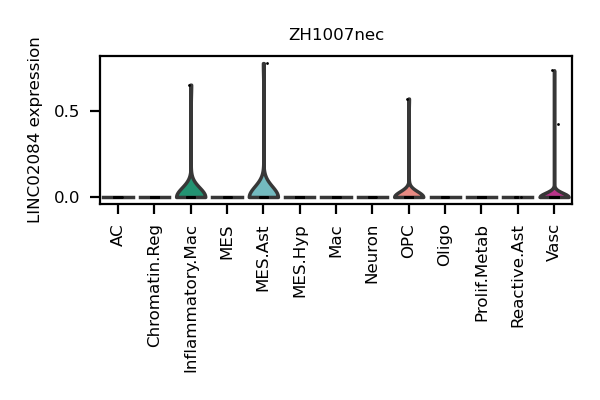 ZH1007nec
LINC02084 expression
0.5
0.0
AC
Chromatin.Reg
Inflammatory.Mac
MES
MES.Ast
MES.Hyp
Mac
Neuron
OPC
Oligo
Prolif.Metab
Reactive.Ast
Vasc